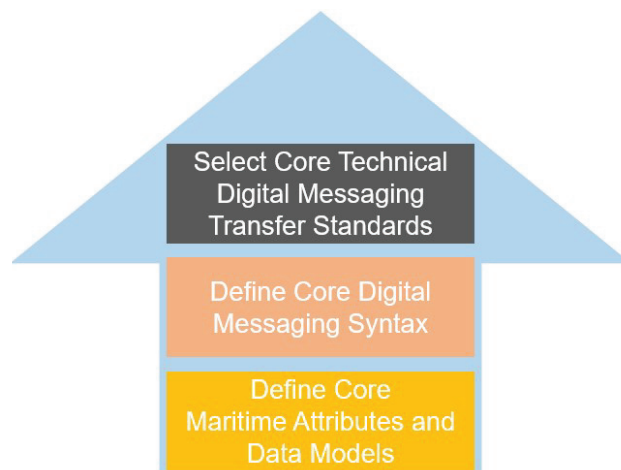 Select Core Technical
Digital Messaging
Transfer Standards
Define Core Digital
Messaging Syntax
Define Core
Maritime Attributes and
Data Models